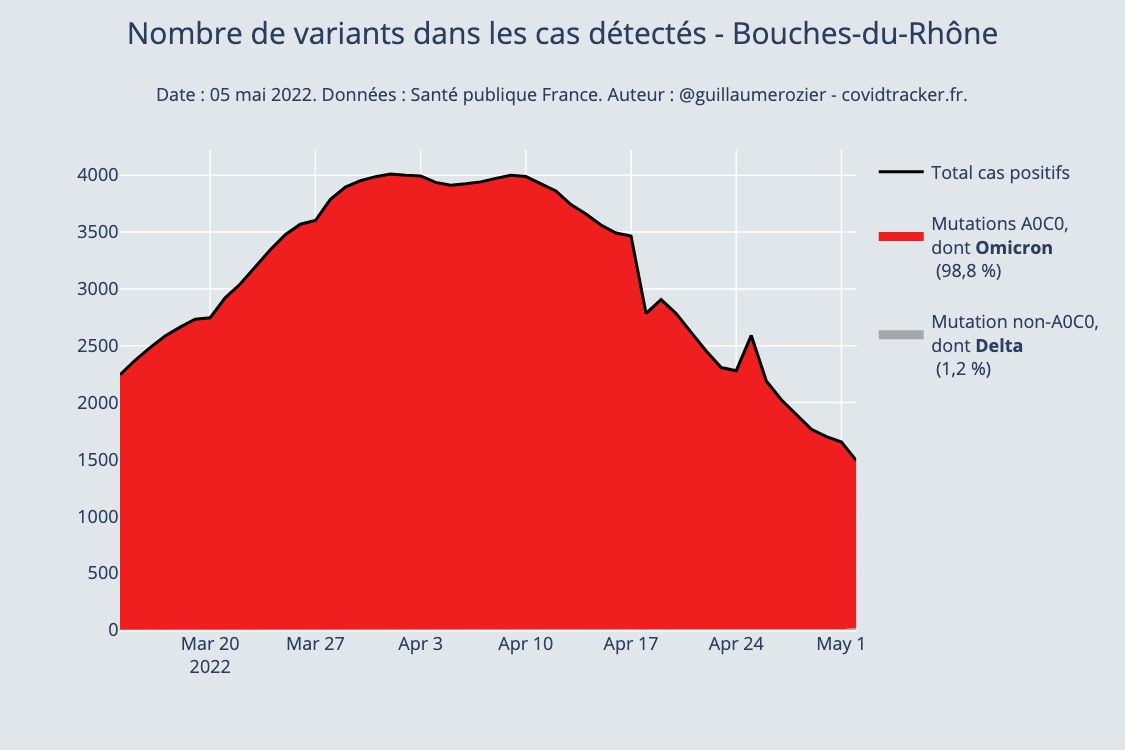 Nombre de variants dans les cas détectés - Bouches-du-Rhône
Date : 05 mai 2022. Données : Santé publique France. Auteur : @guillaumerozier - covidtracker.fr.
4000
3500
3000
2500
2000
1500
1000
500
0
Mar 20
2022
Mar 27
Apr 3
Apr 10
Apr 17
Apr 24
May 1
Total cas positifs
Mutations A0C0,
dont Omicron
(98,8 %)
Mutation non-A0C0,
dont Delta
(1,2 %)